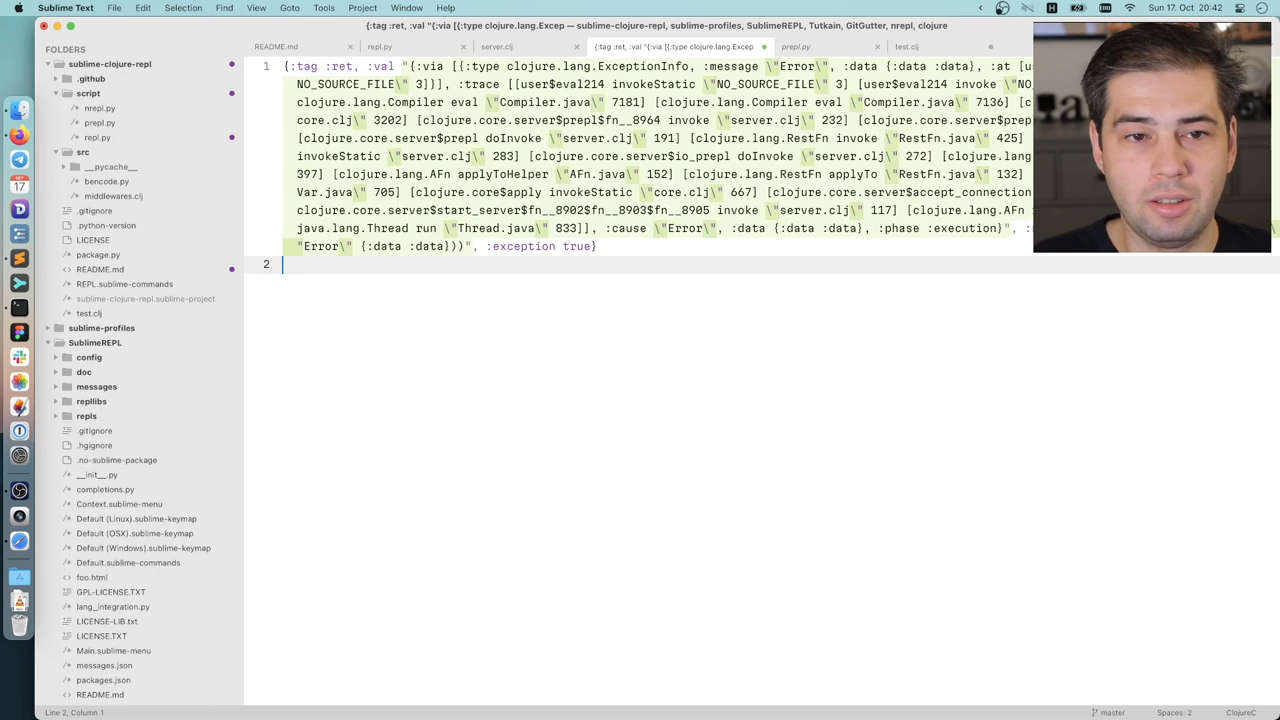 Sublime Text File Edit Selection Find View Goto Tools Project Window Help
Sun 17. Oct 20:42
{:tag :ret, :val "{:via [{:type clojure.lang.Excep — sublime-clojure-repl, sublime-profiles, SublimeREPL, Tutkain, GitGutter, nrepl, clojure
FOLDERS
sublime-clojure-repl
.github
script
nrepl.py
prepl.py
repl.py
src
__pycache__
bencode.py
middlewares.clj
.gitignore
.python-version
LICENSE
package.py
README.md
REPL.sublime-commands
sublime-clojure-repl.sublime-project
test.clj
sublime-profiles
SublimeREPL
config
doc
messages
repllibs
repls
.gitignore
.hgignore
.no-sublime-package
__init__.py
completions.py
Context.sublime-menu
Default (Linux).sublime-keymap
Default (OSX).sublime-keymap
Default (Windows).sublime-keymap
Default.sublime-commands
foo.html
GPL-LICENSE.TXT
lang_integration.py
LICENSE-LIB.txt
LICENSE.TXT
Main.sublime-menu
messages.json
packages.json
README.md
README.md repl.py server.clj {:tag :ret, :val "{:via [{:type clojure.lang.Excep prepl.py test.clj
1 {:tag :ret, :val "{:via [{:type clojure.lang.ExceptionInfo, :message \"Error\", :data {:data :data}, :at [us
NO_SOURCE_FILE\" 3]}], :trace [[user$eval214 invokeStatic \"NO_SOURCE_FILE\" 3] [user$eval214 invoke \"NO_
clojure.lang.Compiler eval \"Compiler.java\" 7181] [clojure.lang.Compiler eval \"Compiler.java\" 7136] [c
core.clj\" 3202] [clojure.core.server$prepl$fn__8964 invoke \"server.clj\" 232] [clojure.core.server$prep
[clojure.core.server$prepl doInvoke \"server.clj\" 191] [clojure.lang.RestFn invoke \"RestFn.java\" 425]
invokeStatic \"server.clj\" 283] [clojure.core.server$io_prepl doInvoke \"server.clj\" 272] [clojure.lang
397] [clojure.lang.AFn applyToHelper \"AFn.java\" 152] [clojure.lang.RestFn applyTo \"RestFn.java\" 132]
Var.java\" 705] [clojure.core$apply invokeStatic \"core.clj\" 667] [clojure.core.server$accept_connection
clojure.core.server$start_server$fn__8902$fn__8903$fn__8905 invoke \"server.clj\" 117] [clojure.lang.AFn r
java.lang.Thread run \"Thread.java\" 833]], :cause \"Error\", :data {:data :data}, :phase :execution}", :n
"Error\" {:data :data}))", :exception true}
2
Line 2, Column 1
master Spaces: 2 ClojureC